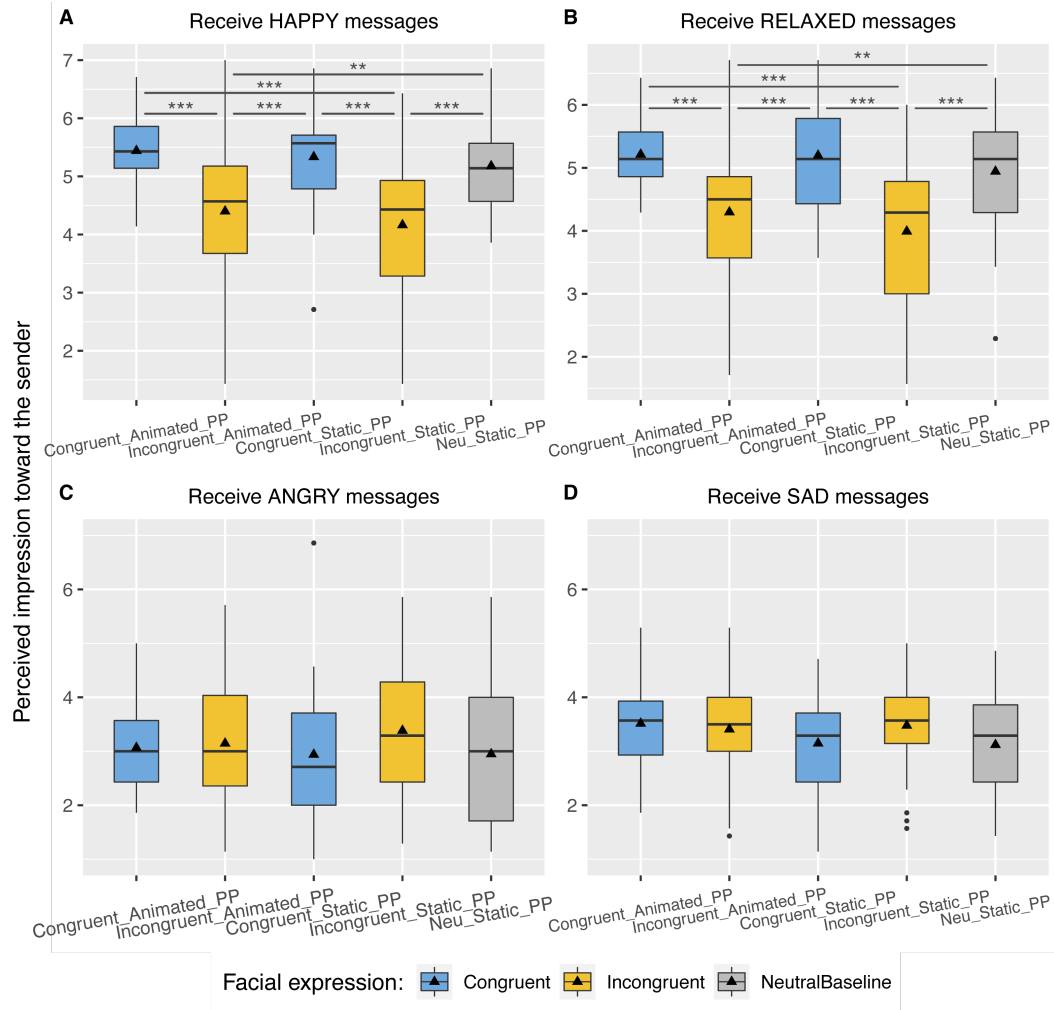 A Receive HAPPY messages
B Receive RELAXED messages
**
***
*** *** *** ***
**
***
*** *** *** ***
7
6
5
4
3
2
6
5
4
3
2
Congruent_Animated_PP
Incongruent_Animated_PP
Congruent_Static_PP
Incongruent_Static_PP
Neu_Static_PP
Congruent_Animated_PP
Incongruent_Animated_PP
Congruent_Static_PP
Incongruent_Static_PP
Neu_Static_PP
Perceived impression toward the sender
C Receive ANGRY messages
D Receive SAD messages
6
4
2
6
4
2
Congruent_Animated_PP
Incongruent_Animated_PP
Congruent_Static_PP
Incongruent_Static_PP
Neu_Static_PP
Congruent_Animated_PP
Incongruent_Animated_PP
Congruent_Static_PP
Incongruent_Static_PP
Neu_Static_PP
Facial expression: Congruent Incongruent NeutralBaseline